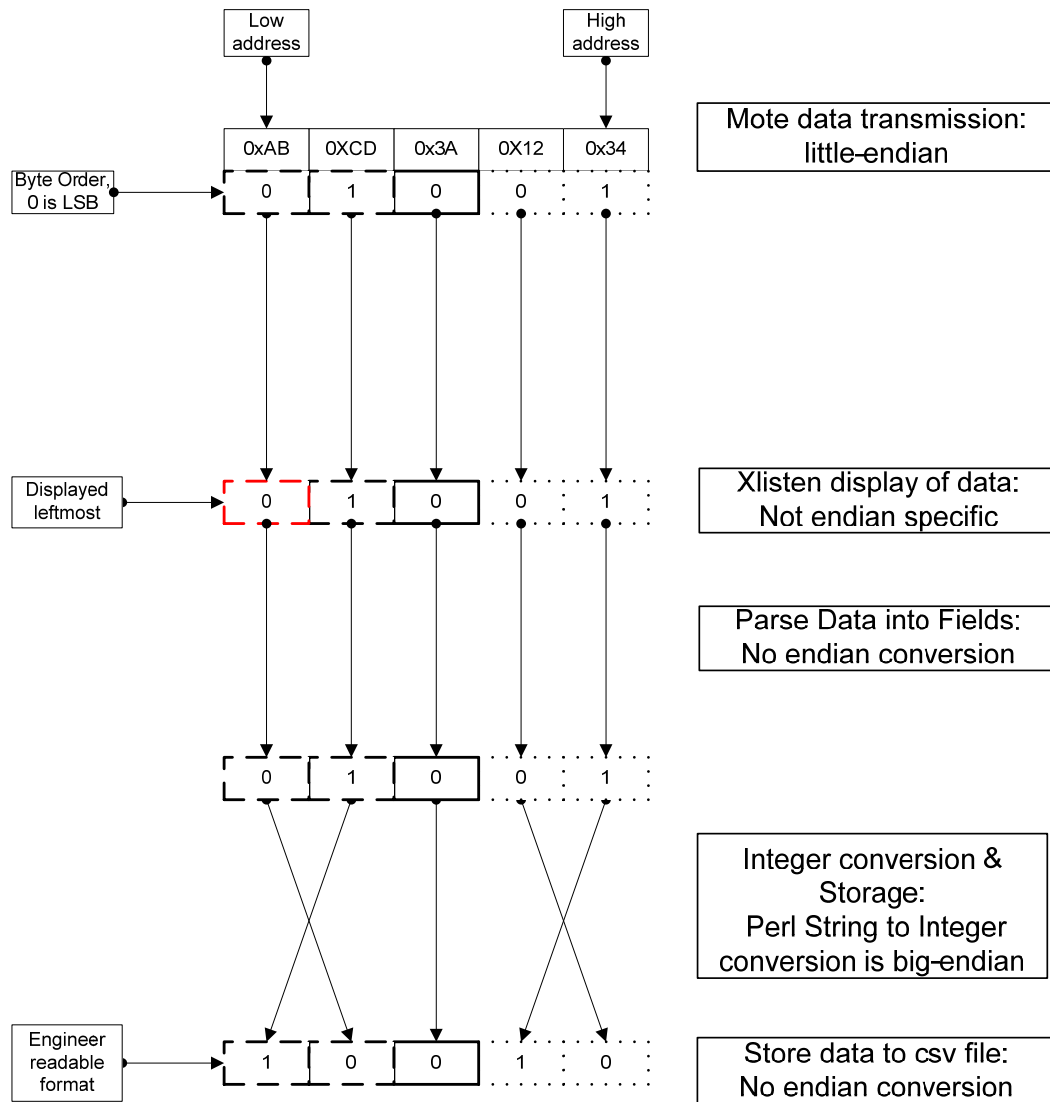 Low
address
High
address
Mote data transmission:
little-endian
0xAB 0XCD 0x3A 0X12 0x34
Byte Order,
0 is LSB
0 1 0 0 1
Displayed
leftmost
0 1 0 0 1
Xlisten display of data:
Not endian specific
Parse Data into Fields:
No endian conversion
0 1 0 0 1
Integer conversion &
Storage:
Perl String to Integer
conversion is big-endian
Engineer
readable
format
1 0 0 1 0
Store data to csv file:
No endian conversion